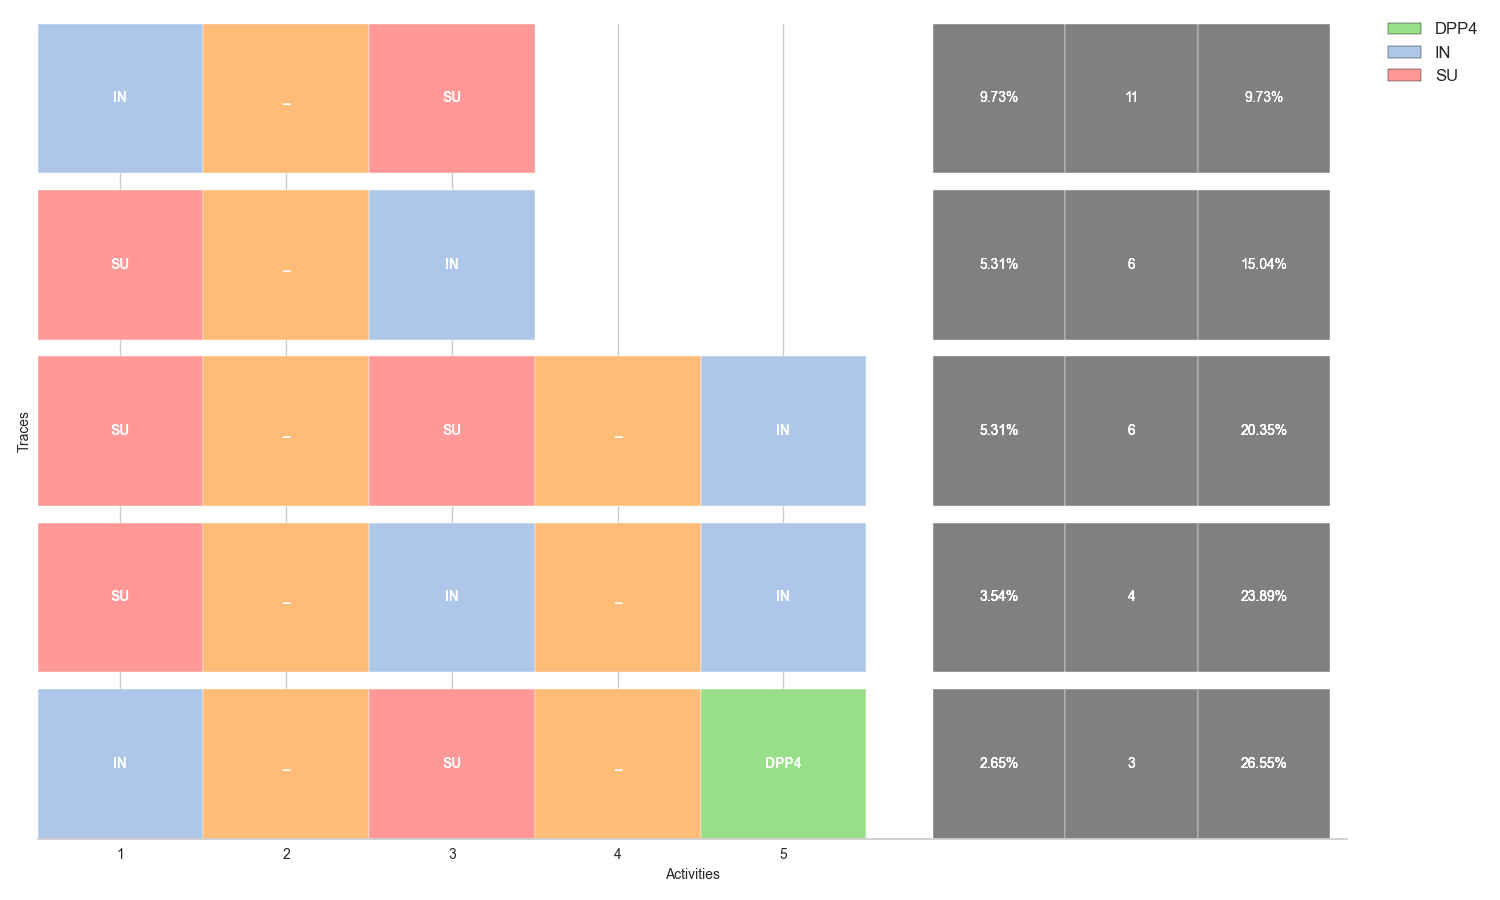 DPP4
IN
SU
IN _ SU 9.73% 11 9.73%
SU _ IN 5.31% 6 15.04%
SU _ SU _ IN 5.31% 6 20.35%
SU _ IN _ IN 3.54% 4 23.89%
IN _ SU _ DPP4 2.65% 3 26.55%
Traces
1 2 3 4 5
Activities